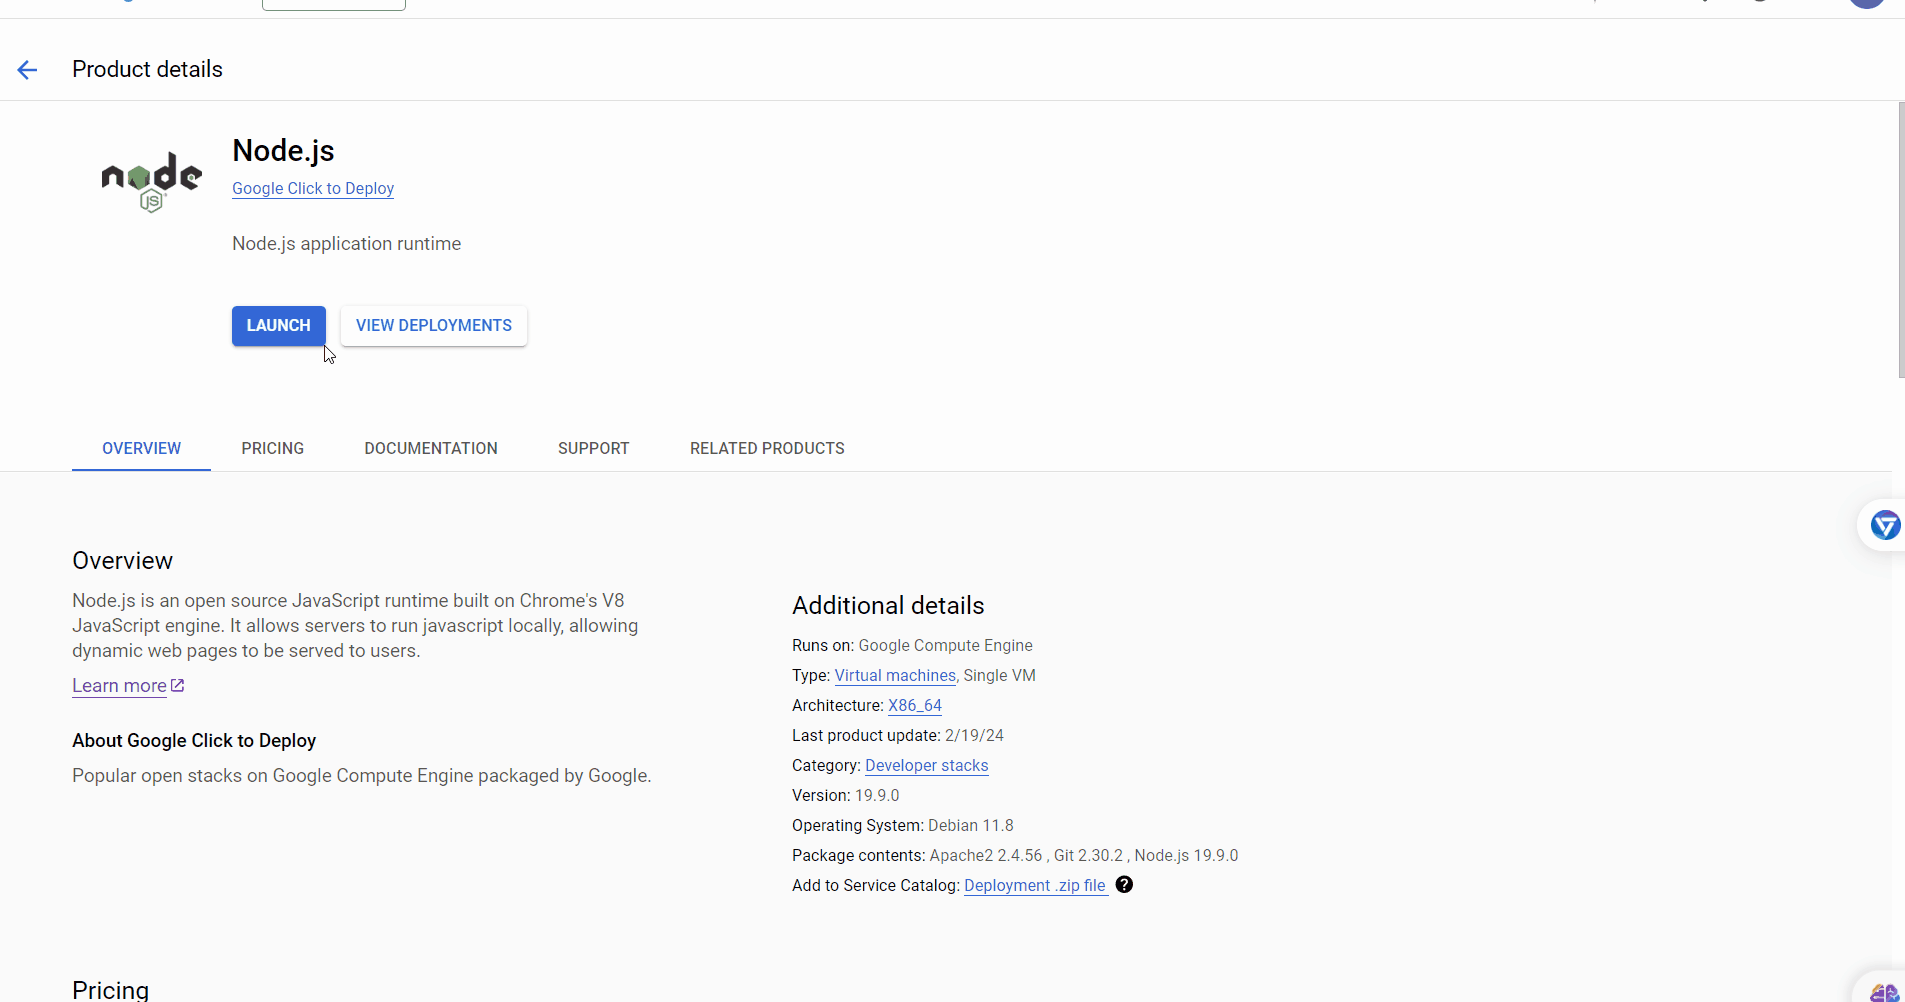 Product details
node
JS
Node.js
Google Click to Deploy
Node.js application runtime
LAUNCH
VIEW DEPLOYMENTS
OVERVIEW
PRICING
DOCUMENTATION
SUPPORT
RELATED PRODUCTS
Overview
Node.js is an open source JavaScript runtime built on Chrome's V8
JavaScript engine. It allows servers to run javascript locally, allowing
dynamic web pages to be served to users.
Learn more
About Google Click to Deploy
Popular open stacks on Google Compute Engine packaged by Google.
Additional details
Runs on: Google Compute Engine
Type: Virtual machines, Single VM
Architecture: X86_64
Last product update: 2/19/24
Category: Developer stacks
Version: 19.9.0
Operating System: Debian 11.8
Package contents: Apache2 2.4.56 , Git 2.30.2 , Node.js 19.9.0
Add to Service Catalog: Deployment .zip file ?
Pricing